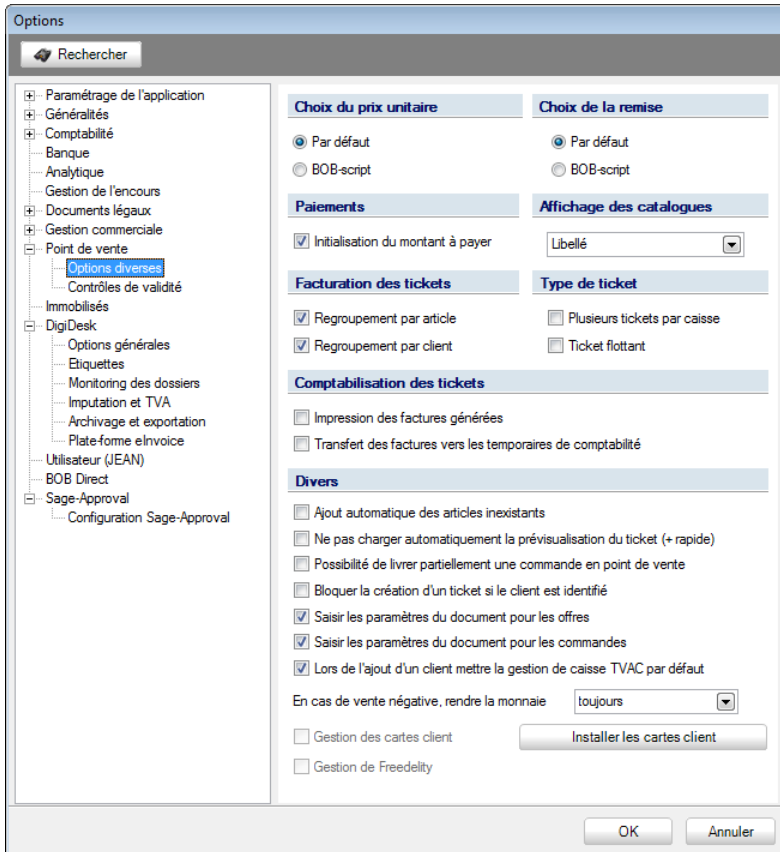 Options
Rechercher
Paramétrage de l'application
Généralités
Comptabilité
Banque
Analytique
Gestion de l'encours
Documents légaux
Gestion commerciale
Point de vente
Options diverses
Contrôles de validité
Immobilisés
DigiDesk
Options générales
Etiquettes
Monitoring des dossiers
Imputation et TVA
Archivage et exportation
Plate-forme eInvoice
Utilisateur (JEAN)
BOB Direct
Sage-Approval
Configuration Sage-Approval
Choix du prix unitaire
Par défaut
BOB-script
Choix de la remise
Par défaut
BOB-script
Paiements
Initialisation du montant à payer
Affichage des catalogues
Libellé
Facturation des tickets
Regroupement par article
Regroupement par client
Type de ticket
Plusieurs tickets par caisse
Ticket flottant
Comptabilisation des tickets
Impression des factures générées
Transfert des factures vers les temporaires de comptabilité
Divers
Ajout automatique des articles inexistants
Ne pas charger automatiquement la prévisualisation du ticket (+ rapide)
Possibilité de livrer partiellement une commande en point de vente
Bloquer la création d'un ticket si le client est identifié
Saisir les paramètres du document pour les offres
Saisir les paramètres du document pour les commandes
Lors de l'ajout d'un client mettre la gestion de caisse TVAC par défaut
En cas de vente négative, rendre la monnaie toujours
Gestion des cartes client
Installer les cartes client
Gestion de Freedelity
OK
Annuler